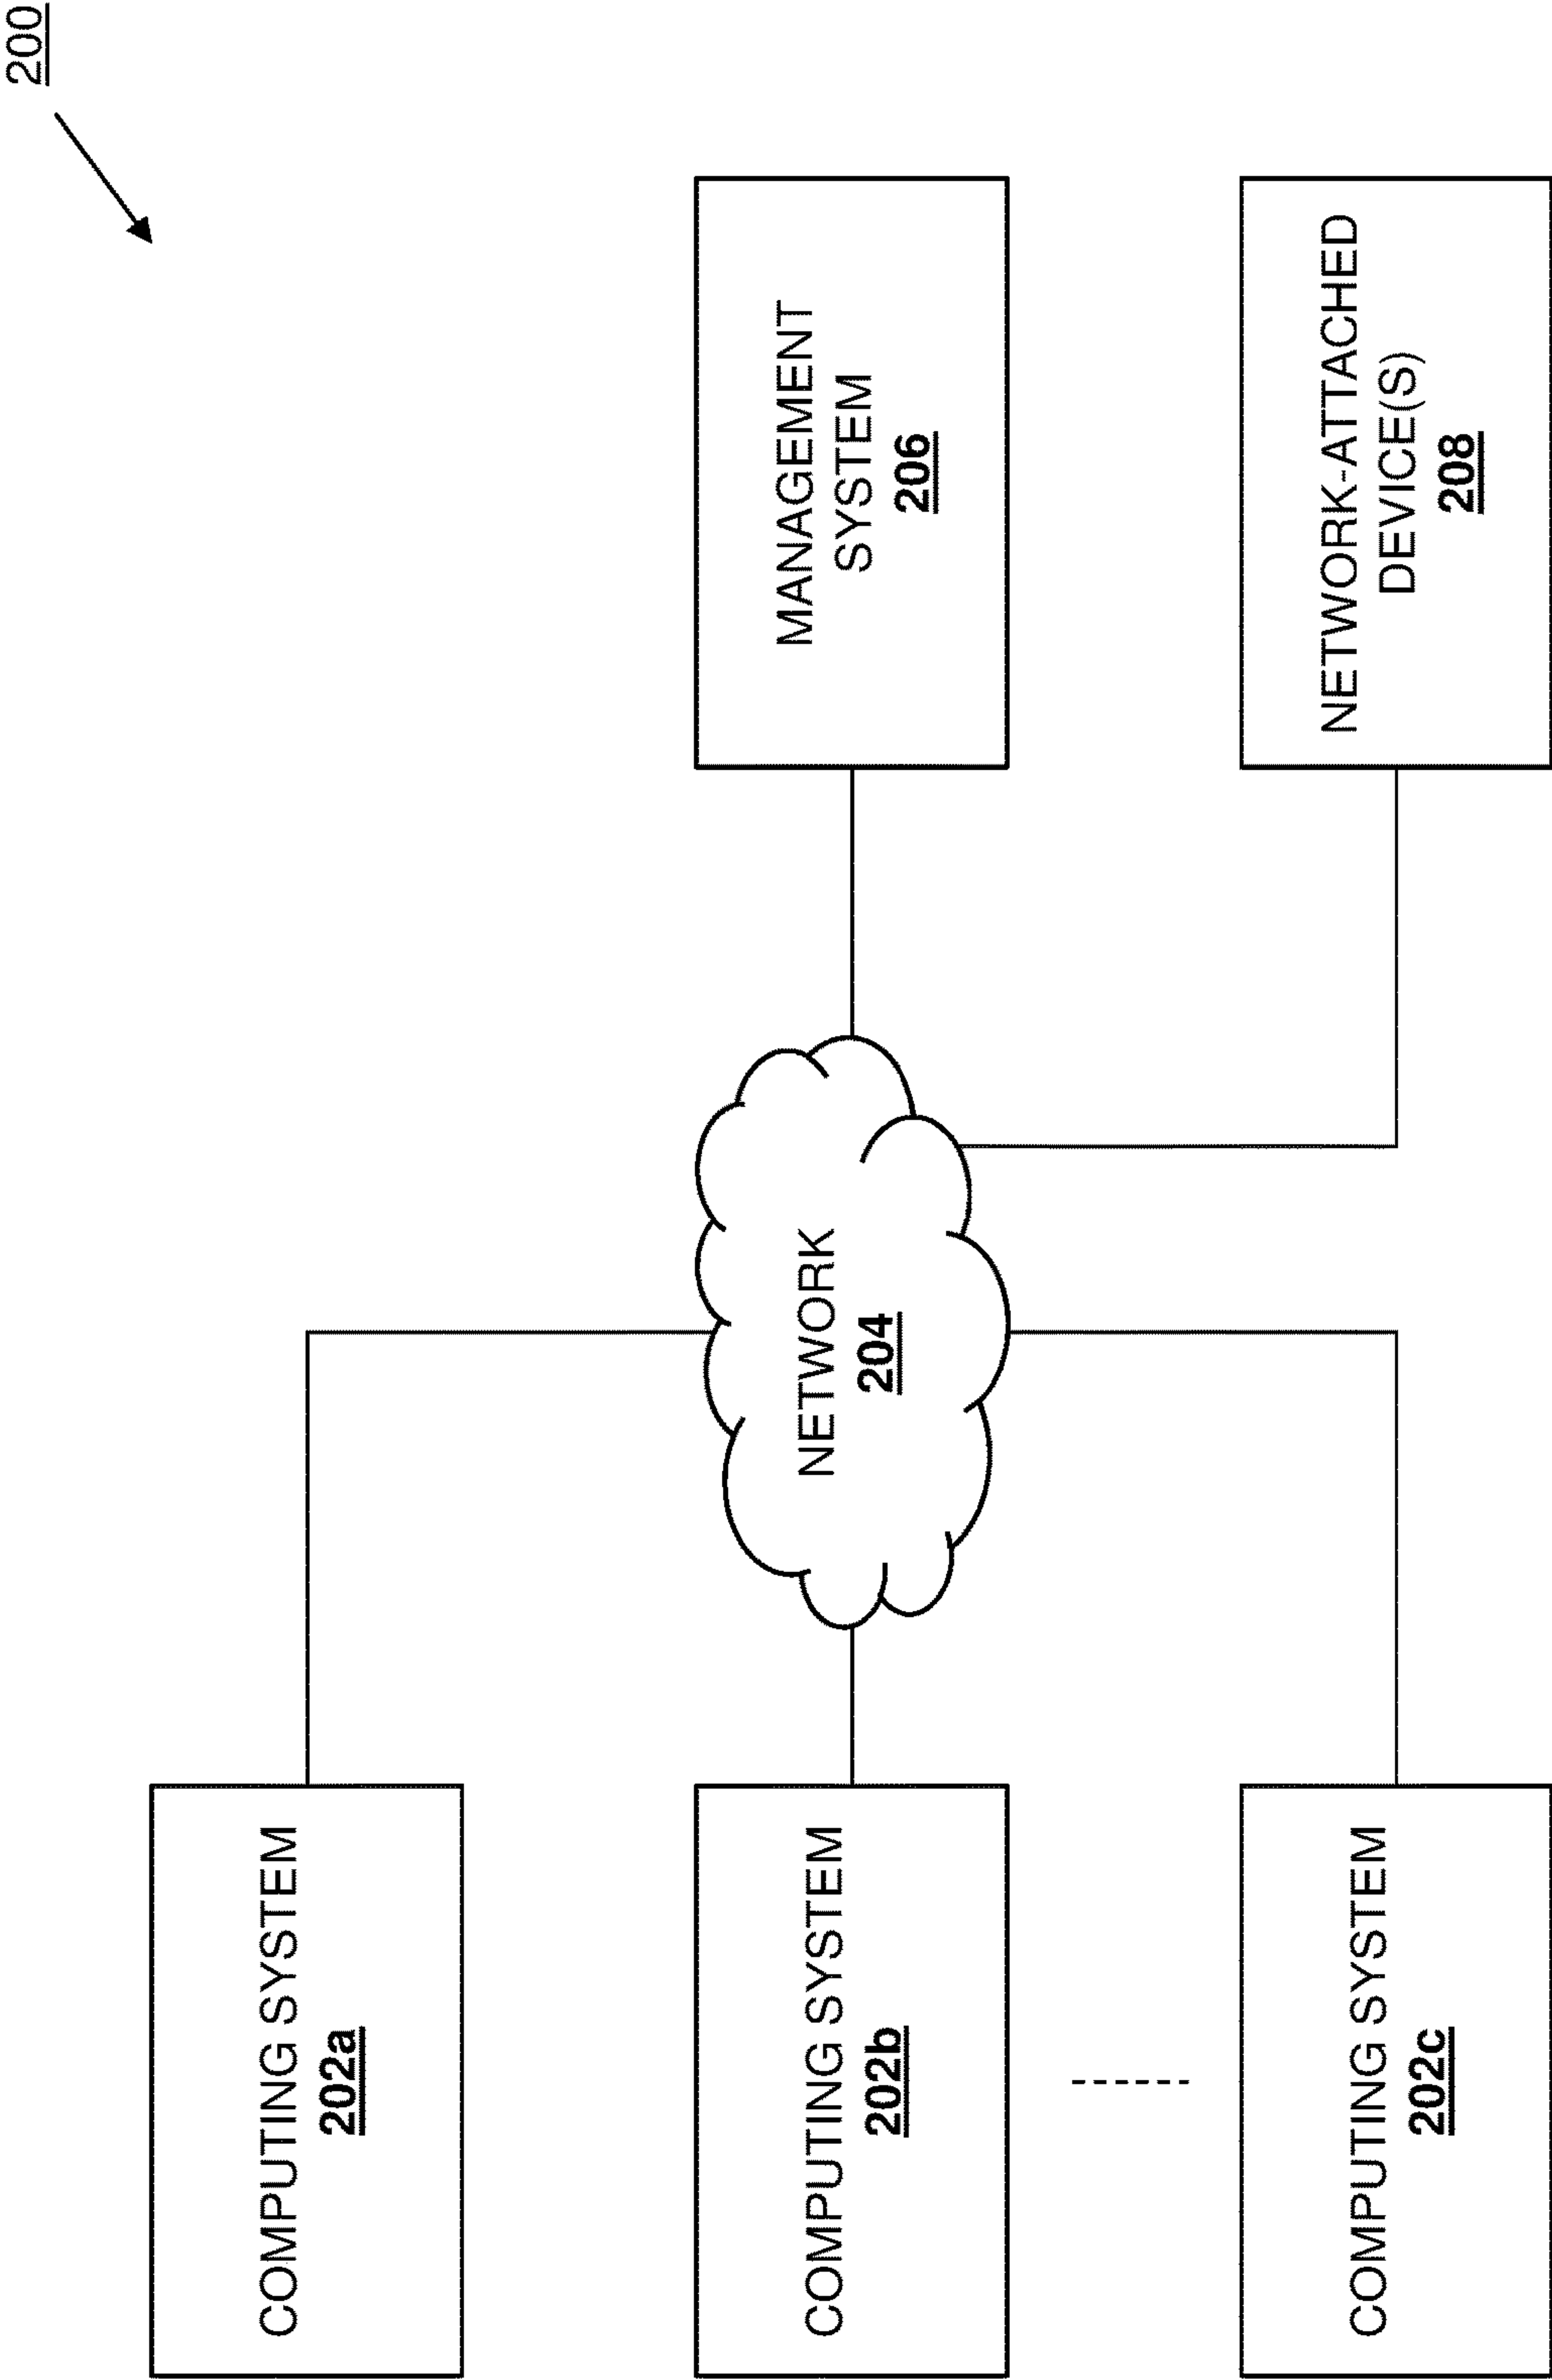 200
COMPUTING SYSTEM
202a
COMPUTING SYSTEM
202b
COMPUTING SYSTEM
202c
NETWORK
204
MANAGEMENT
SYSTEM
206
NETWORK-ATTACHED
DEVICE(S)
208